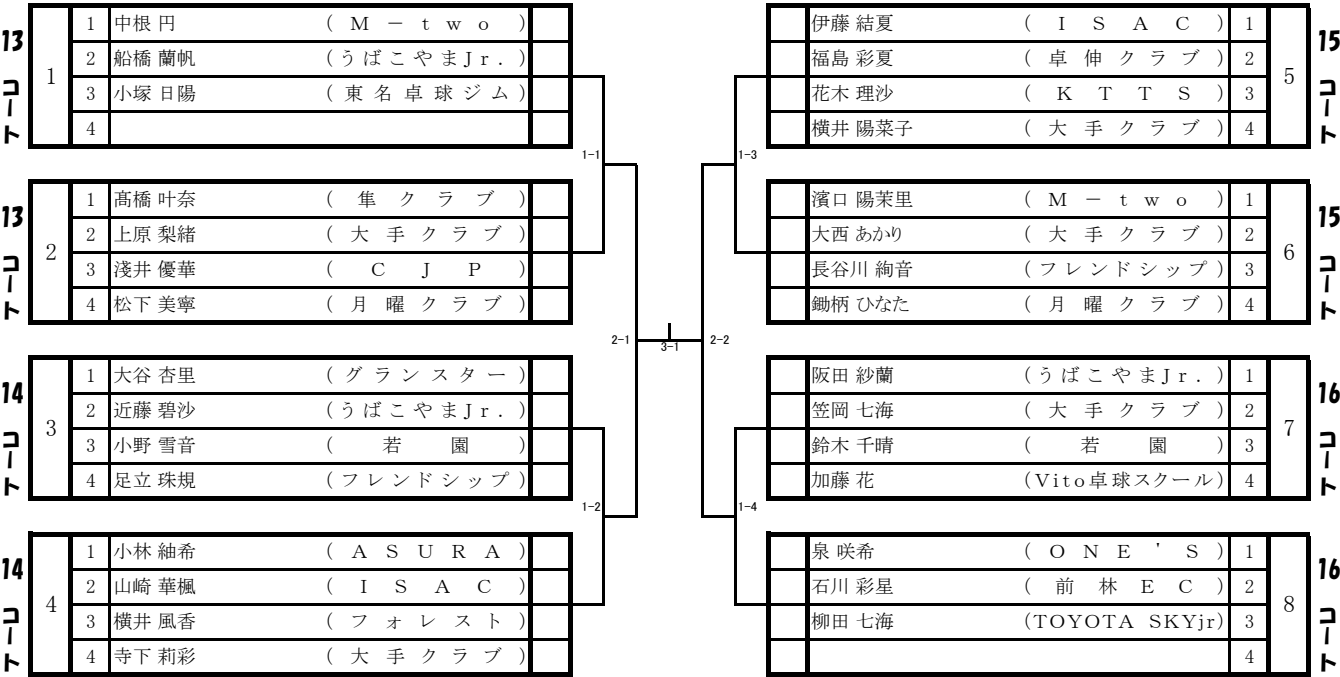 13 コート
1
1 中根 円 (M－two)
2 船橋 蘭帆 (うばこやまJr.)
3 小塚 日陽 (東名卓球ジム)
4
13 コート
2
1 髙橋 叶奈 (隼クラブ)
2 上原 梨緒 (大手クラブ)
3 淺井 優華 (CJP)
4 松下 美寧 (月曜クラブ)
14 コート
3
1 大谷 杏里 (グランスター)
2 近藤 碧沙 (うばこやまJr.)
3 小野 雪音 (若園)
4 足立 珠規 (フレンドシップ)
14 コート
4
1 小林 紬希 (ASURA)
2 山崎 華楓 (ISAC)
3 横井 風香 (フォレスト)
4 寺下 莉彩 (大手クラブ)
1-1
1-2
2-1
3-1
2-2
1-3
1-4
伊藤 結夏 (ISAC) 1
福島 彩夏 (卓伸クラブ) 2
花木 理沙 (KTTS) 3
横井 陽菜子 (大手クラブ) 4
5
15 コート
濱口 陽茉里 (M－two) 1
大西 あかり (大手クラブ) 2
長谷川 絢音 (フレンドシップ) 3
鋤柄 ひなた (月曜クラブ) 4
6
15 コート
阪田 紗蘭 (うばこやまJr.) 1
笠岡 七海 (大手クラブ) 2
鈴木 千晴 (若園) 3
加藤 花 (Vito卓球スクール) 4
7
16 コート
泉 咲希 (ONE'S) 1
石川 彩星 (前林EC) 2
柳田 七海 (TOYOTA SKYjr) 3
4
8
16 コート